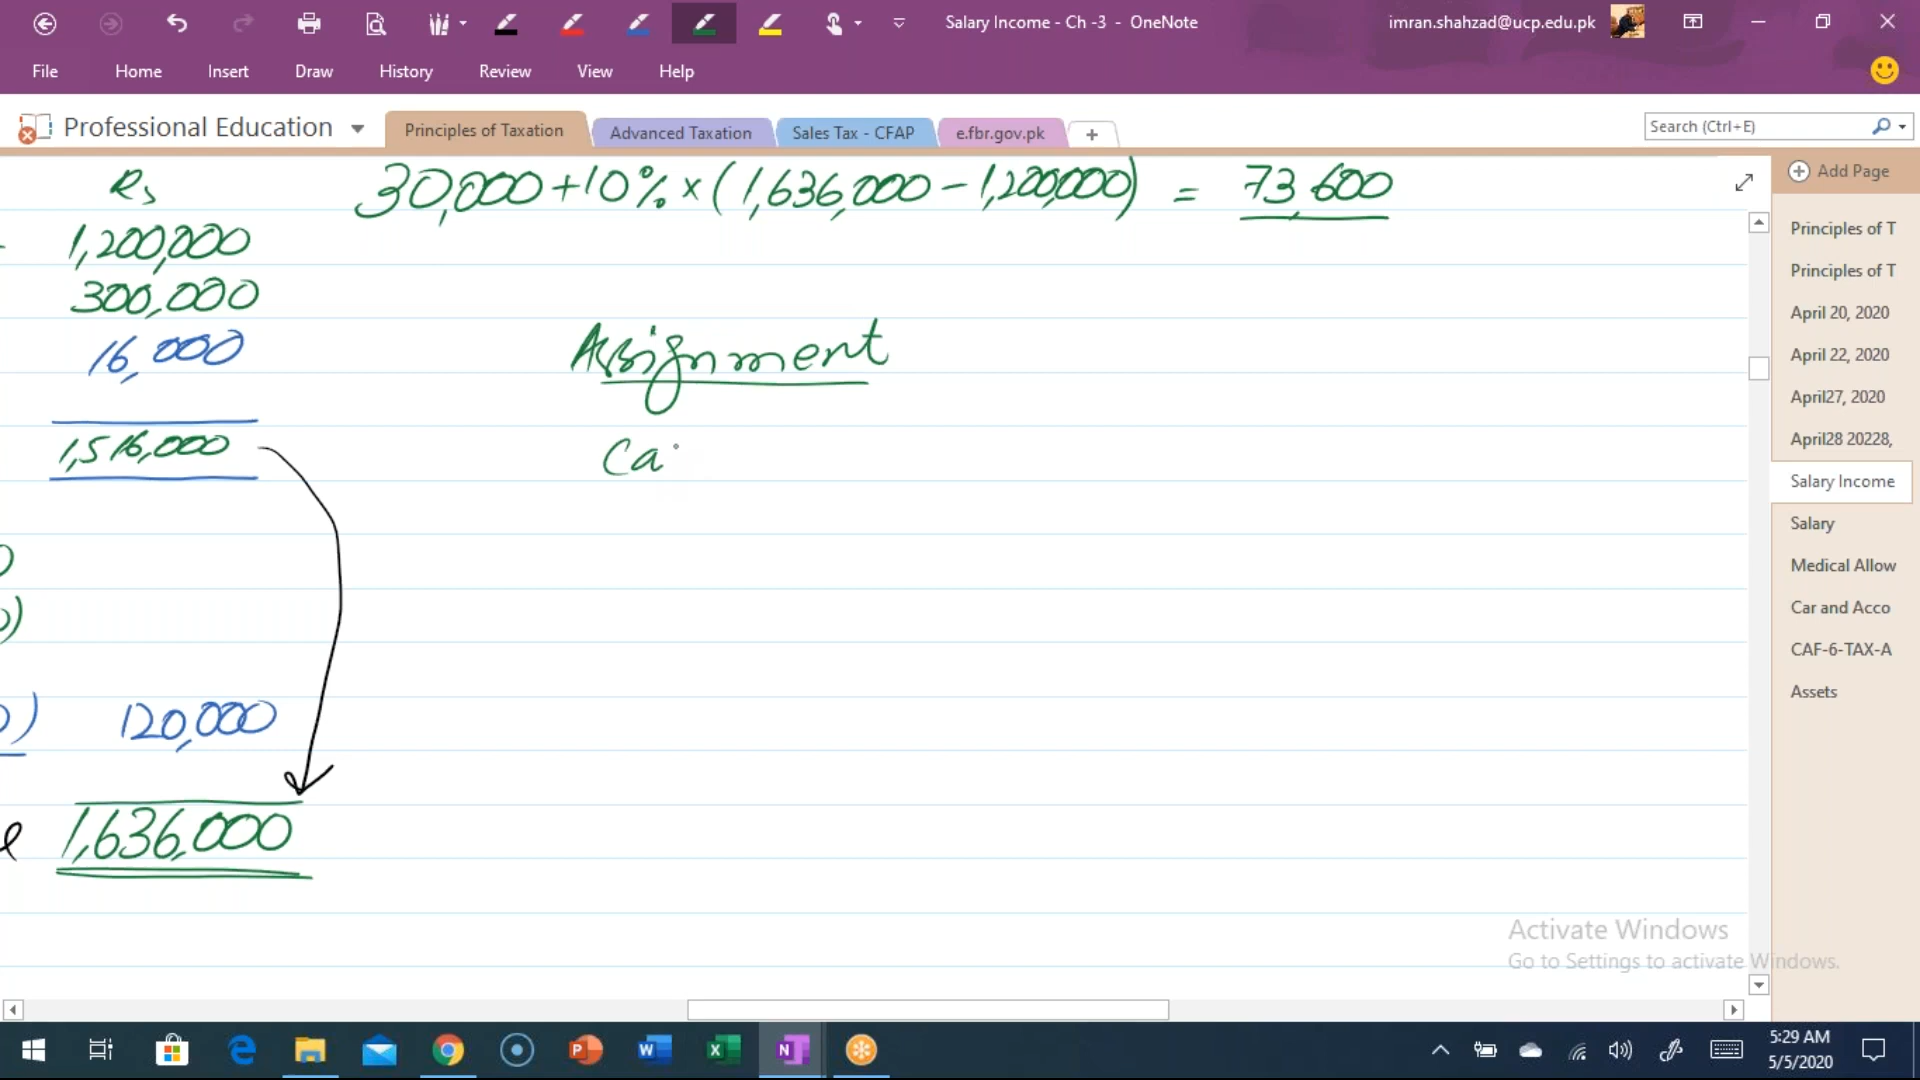 Salary Income - Ch -3 - OneNote
imran.shahzad@ucp.edu.pk
File Home Insert Draw History Review View Help
Professional Education
Principles of Taxation
Advanced Taxation
Sales Tax - CFAP
e.fbr.gov.pk
Search (Ctrl+E)
Add Page
Principles of T
Principles of T
April 20, 2020
April 22, 2020
April27, 2020
April28 20228,
Salary Income
Salary
Medical Allow
Car and Acco
CAF-6-TAX-A
Assets
Rs
1,200,000
300,000
16,000
1,516,000
120,000
1,636,000
30,000+10%×(1,636,000-1,200,000) = 73,600
Assignment
Ca
Activate Windows
Go to Settings to activate Windows.
5:29 AM
5/5/2020